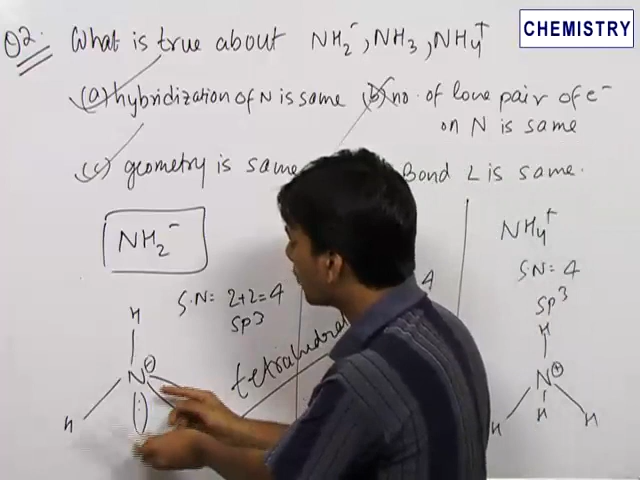 CHEMISTRY
Q2. What is true about NH2⁻, NH3, NH4⁺
(a) hybridization of N is same (b) no. of lone pair of e⁻
on N is same
(c) geometry is same Bond ∠ is same.
NH2⁻
S.N= 2+2=4
sp3
tetrahedral
4
NH4⁺
S.N= 4
sp3
H
N⊖
H
H
N⊕
H
H
H